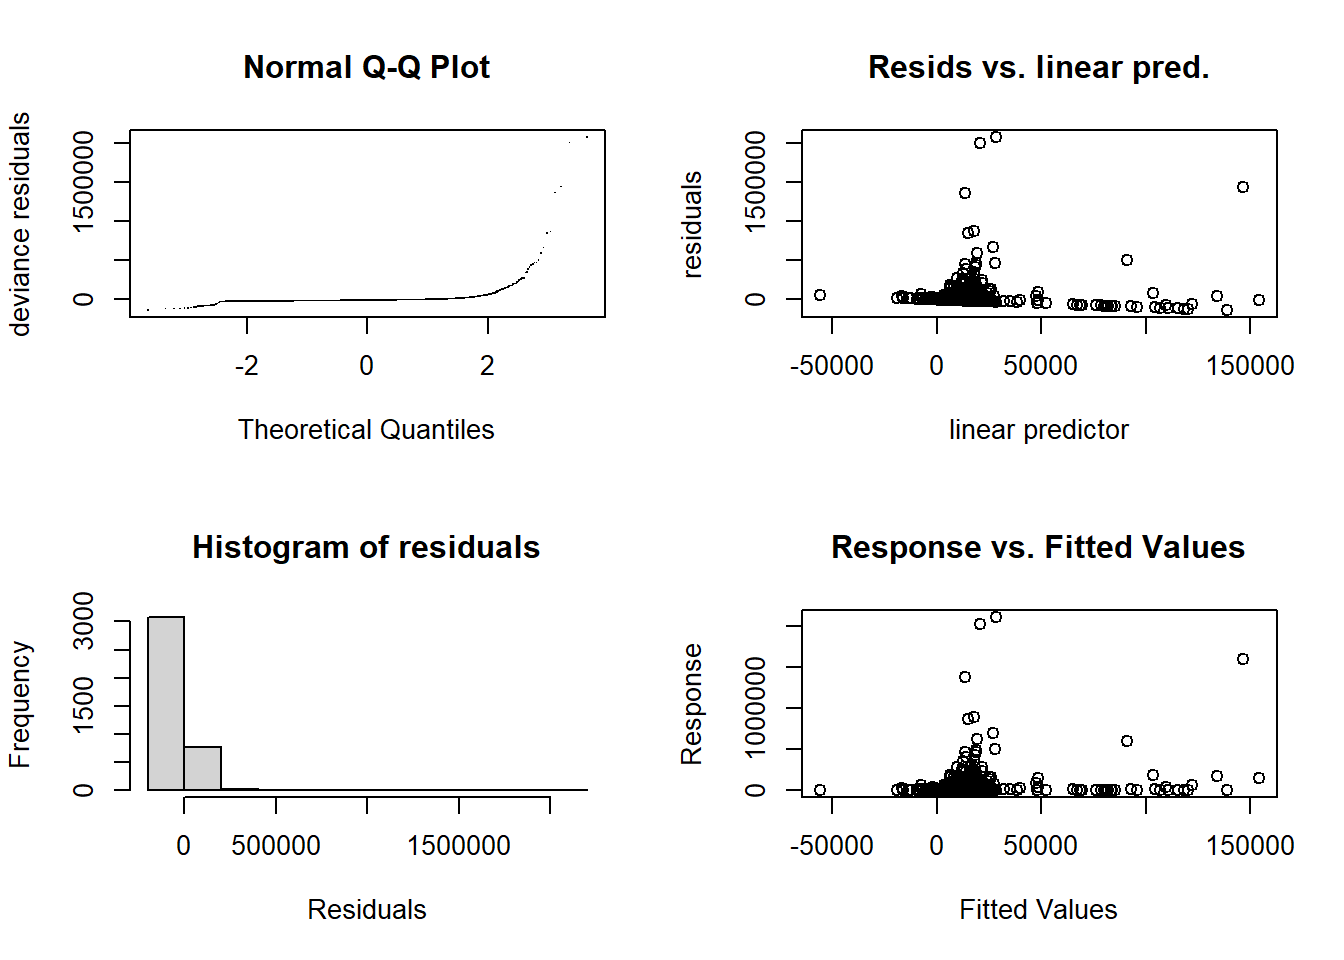 Normal Q-Q Plot
deviance residuals
0
1500000
-2 0 2
Theoretical Quantiles
Resids vs. linear pred.
residuals
0
1500000
-50000 0 50000 150000
linear predictor
Histogram of residuals
Frequency
0
1500
3000
0 500000 1500000
Residuals
Response vs. Fitted Values
Response
0
1000000
-50000 0 50000 150000
Fitted Values